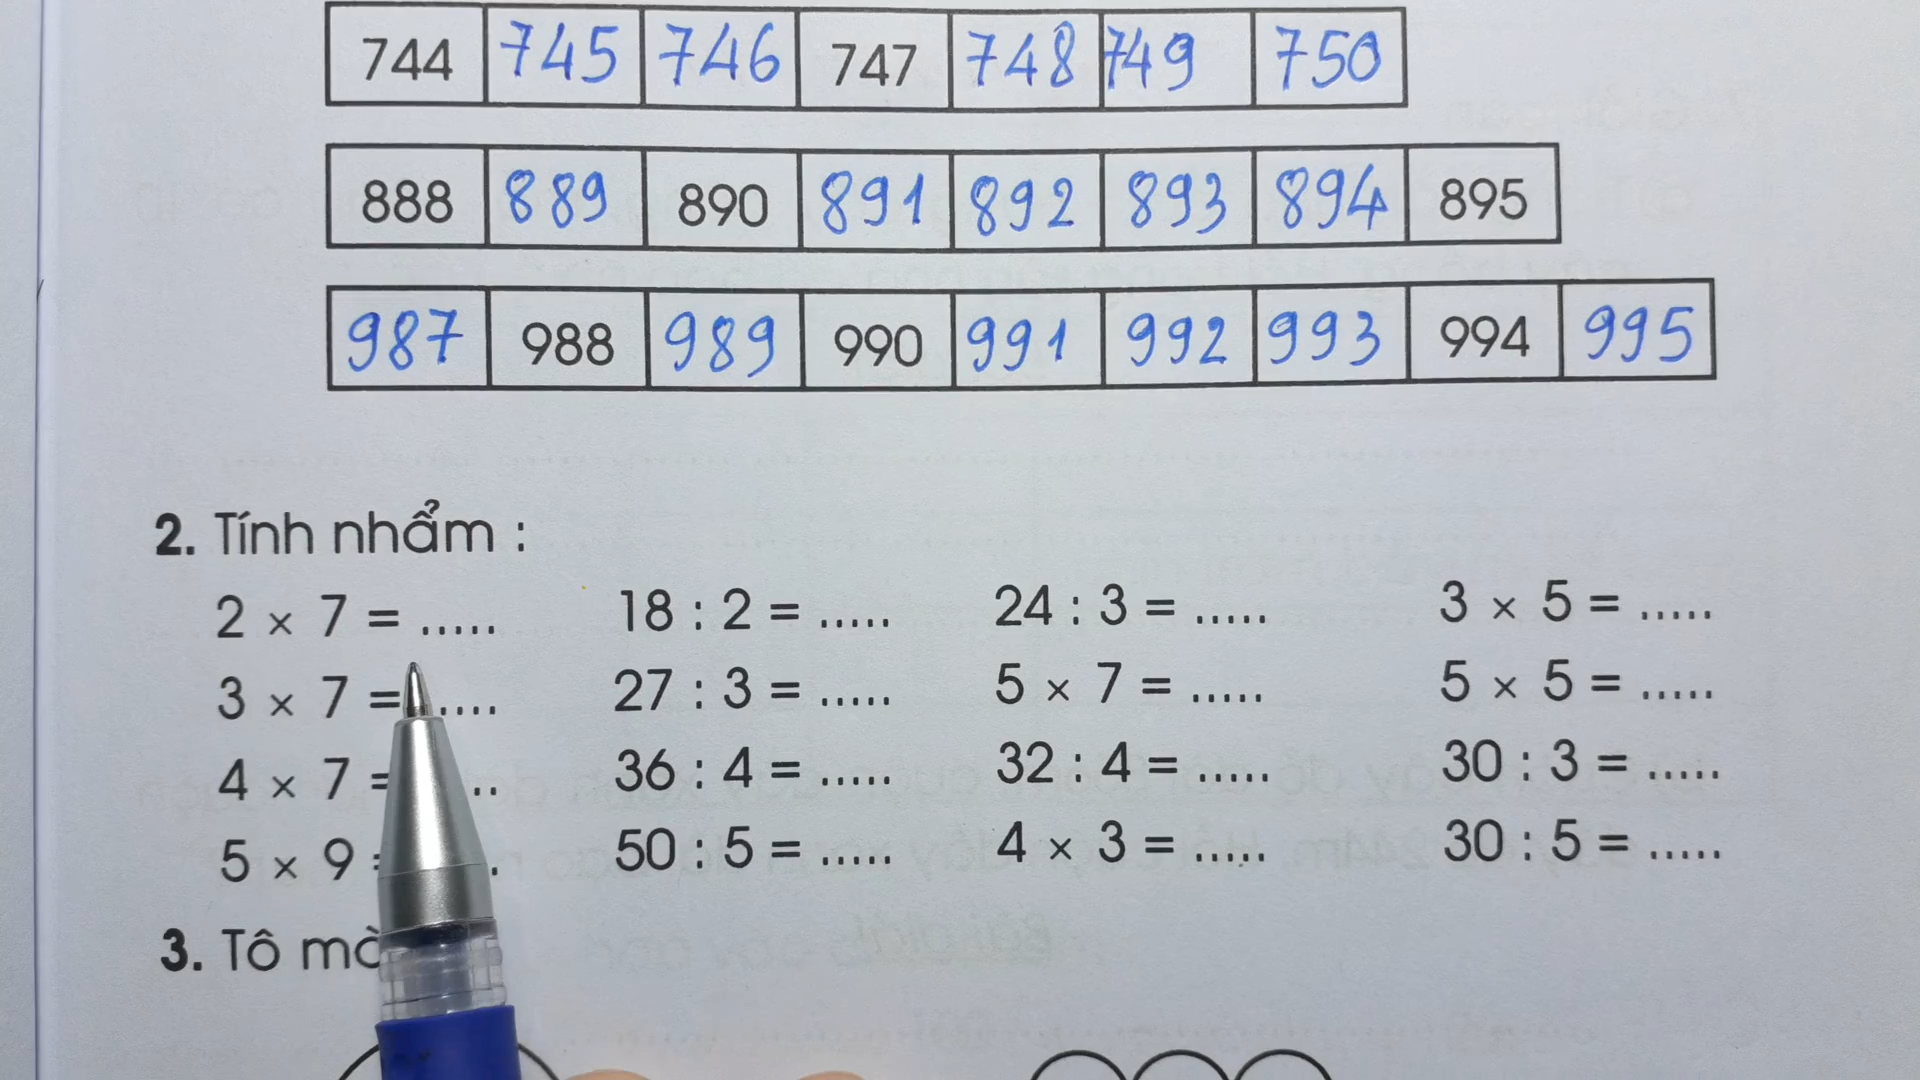 744 745 746 747 748 749 750
888 889 890 891 892 893 894 895
987 988 989 990 991 992 993 994 995
2. Tính nhẩm :
2 × 7 = ..... 18 : 2 = ..... 24 : 3 = ..... 3 × 5 = .....
3 × 7 = .... 27 : 3 = ..... 5 × 7 = ..... 5 × 5 = .....
4 × 7 = .. 36 : 4 = ..... 32 : 4 = ..... 30 : 3 = .....
5 × 9 = . 50 : 5 = ..... 4 × 3 = ..... 30 : 5 = .....
3. Tô